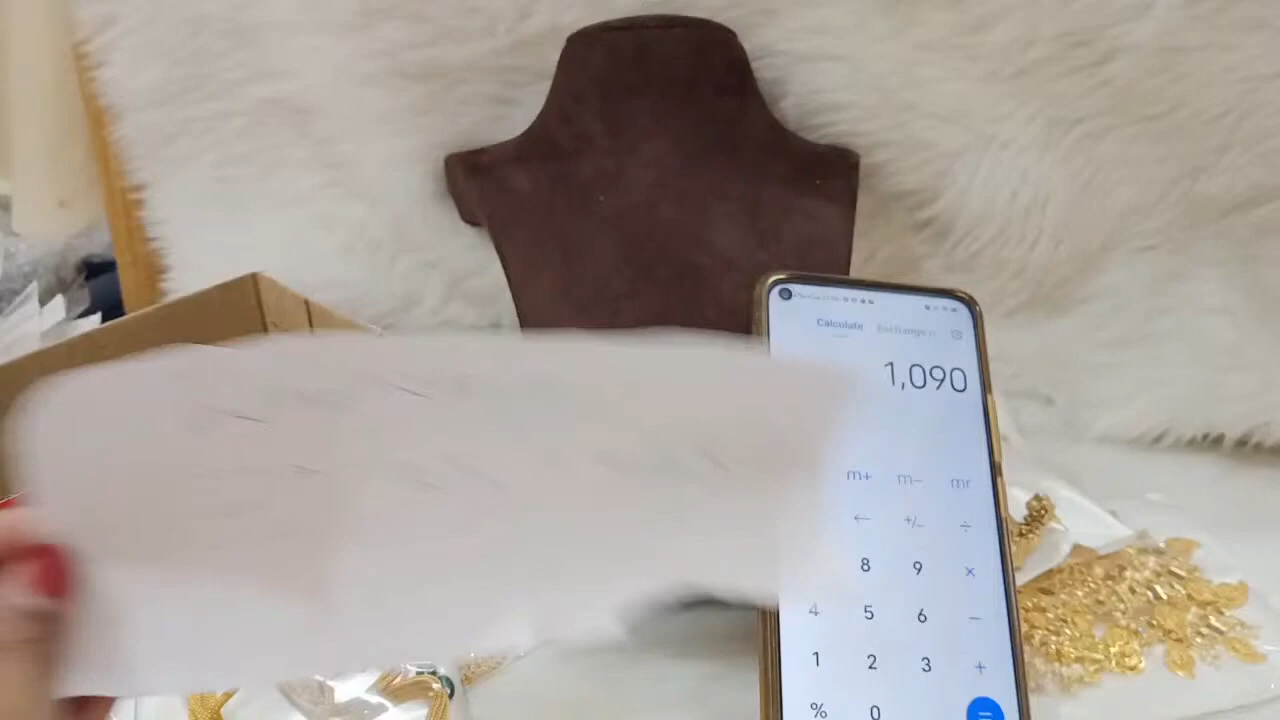 Calculate
1,090
m+ m− mr
← +/− ÷
8 9 ×
4 5 6 −
1 2 3 +
% 0 =